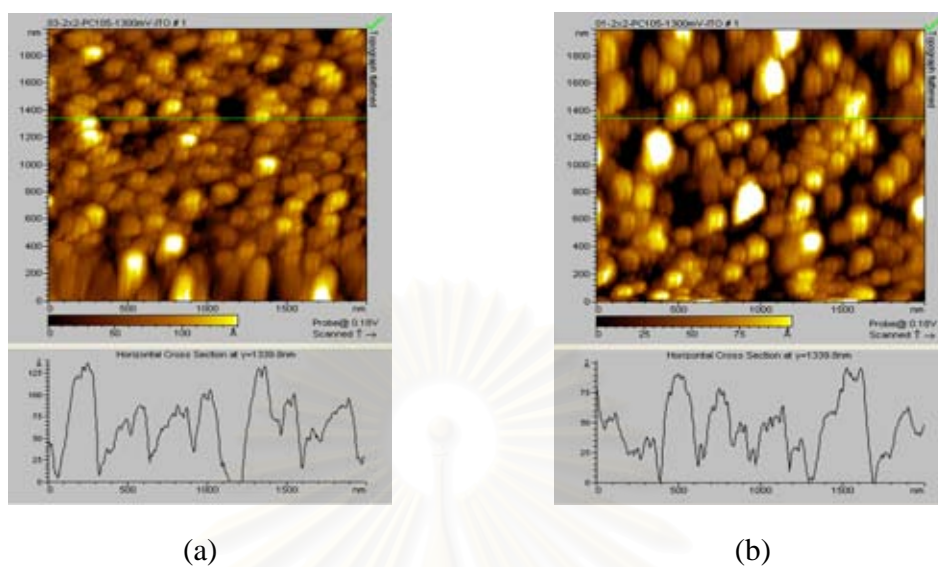 03-2x2-PC105-1300mV-ITO # 1
nm
1800
1600
1400
1200
1000
800
600
400
200
0
0 500 1000 1500 nm
Topograph flattened
0 50 100 Å
Probe@ 0.18V
Scanned ↑ →
Horizontal Cross Section at y=1339.8nm
Å
125
100
75
50
25
0 500 1000 1500 nm
(a)
01-2x2-PC105-1300mV-ITO # 1
nm
1800
1600
1400
1200
1000
800
600
400
200
0
0 500 1000 1500 nm
Topograph flattened
0 25 50 75 Å
Probe@ 0.18V
Scanned ↑ →
Horizontal Cross Section at y=1339.8nm
75
50
25
0 500 1000 1500 nm
(b)